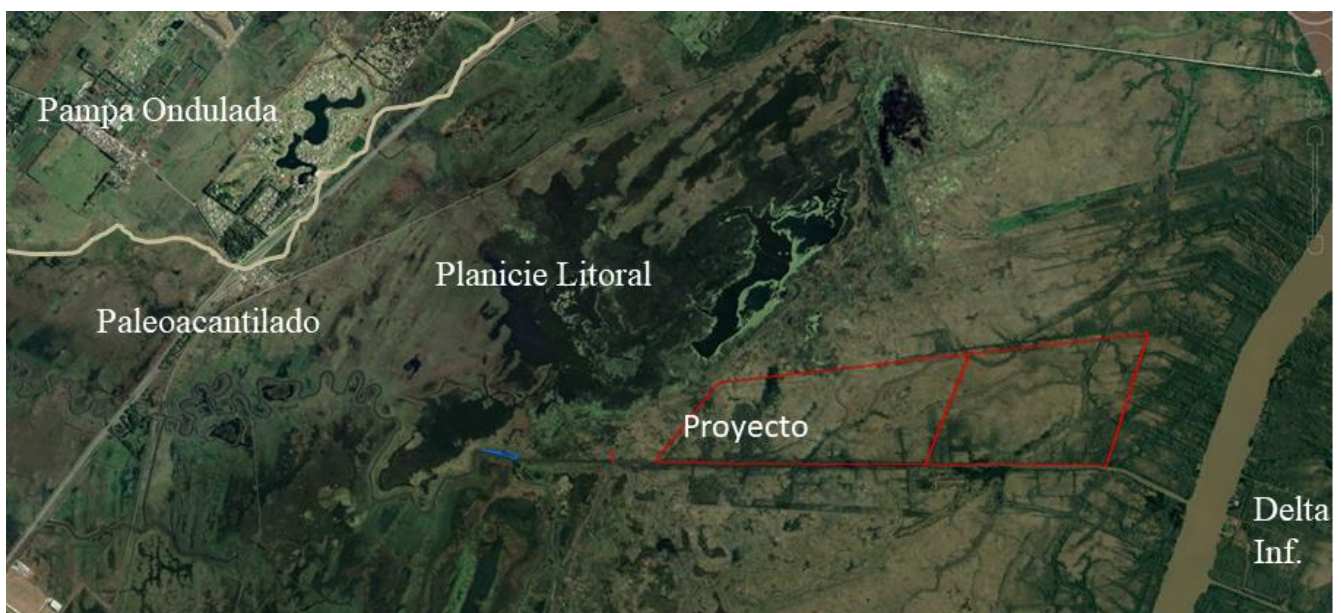 Pampa Ondulada
Planicie Litoral
Paleoacantilado
Proyecto
Delta
Inf.